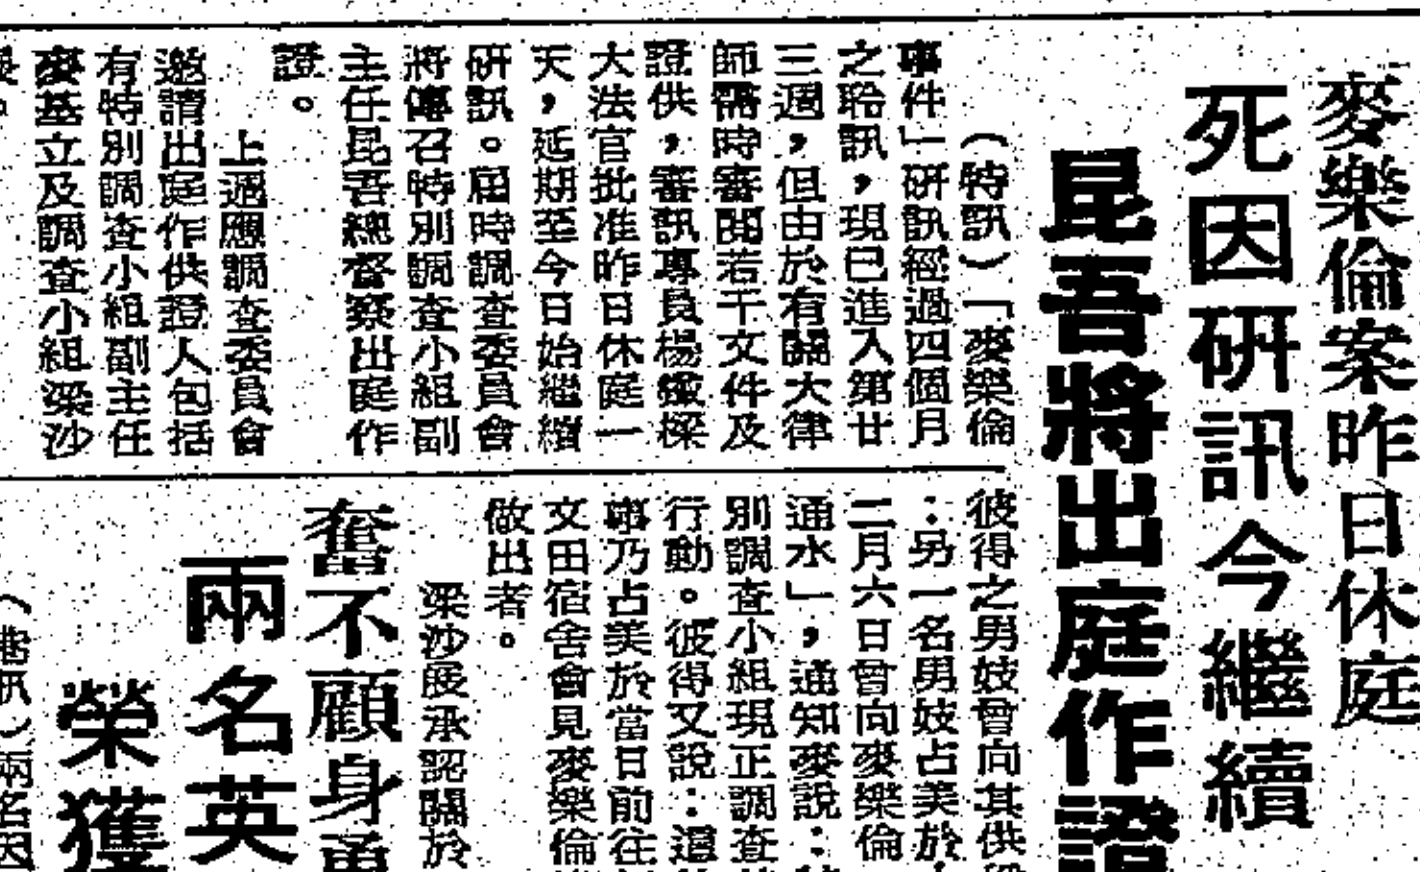 麥樂倫案昨日休庭
死因研訊今繼續
昆吾將出庭作證
（特訊）「麥樂倫
事件」研訊經過四個月
之聆訊，現已進入第廿
三週，但由於有關大律
師需時審閱若干文件及
證供，審訊專員楊鐵樑
大法官批准昨日休庭一
天，延期至今日始繼續
研訊。屆時調查委員會
將傳召特別調查小組副
主任昆吾總督察出庭作
證。
上週應調查委員會
邀請出庭作供證人包括
有特別調查小組副主任
麥基立及調查小組梁沙
彼得之男妓曾向其供
：另一名男妓占美於
二月六日曾向麥樂倫
通水」，通知麥說：
別調查小組現正調查
行動。彼得又說：這
事乃占美於當日前往
文田宿舍會見麥樂倫
做出者。
梁沙展承認關於
奮不顧身勇
兩名英
榮獲
（港訊）兩名因